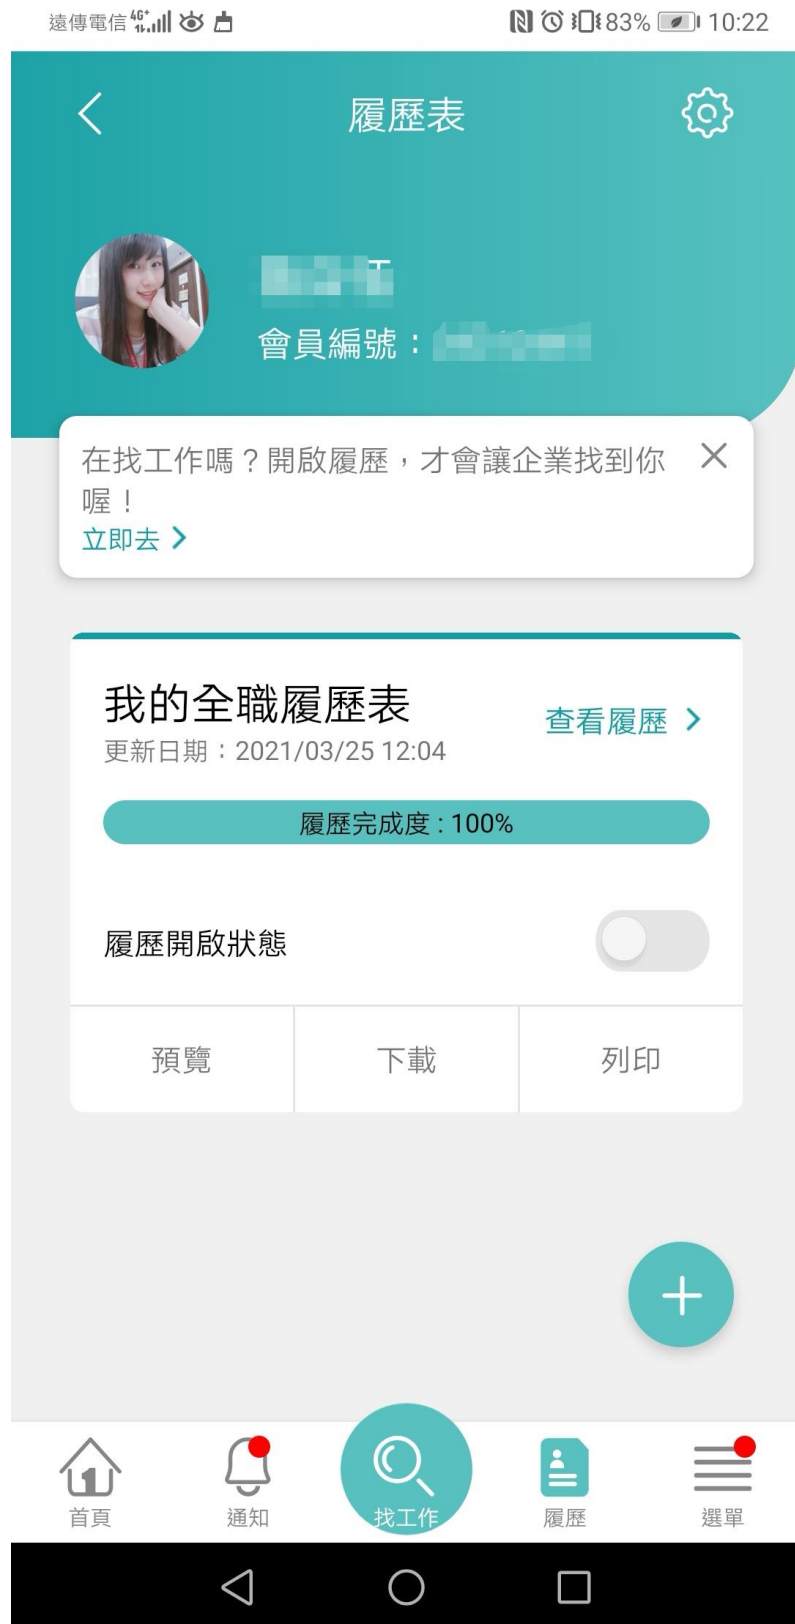 遠傳電信 4G+ 83% 10:22
履歷表
會員編號：
在找工作嗎？開啟履歷，才會讓企業找到你
喔！
立即去
我的全職履歷表
查看履歷
更新日期：2021/03/25 12:04
履歷完成度 : 100%
履歷開啟狀態
預覽 下載 列印
首頁 通知 找工作 履歷 選單